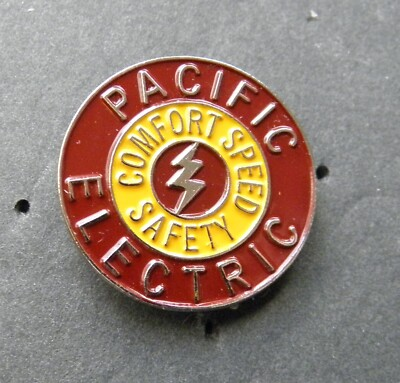 PACIFIC
ELECTRIC
COMFORT SPEED
SAFETY